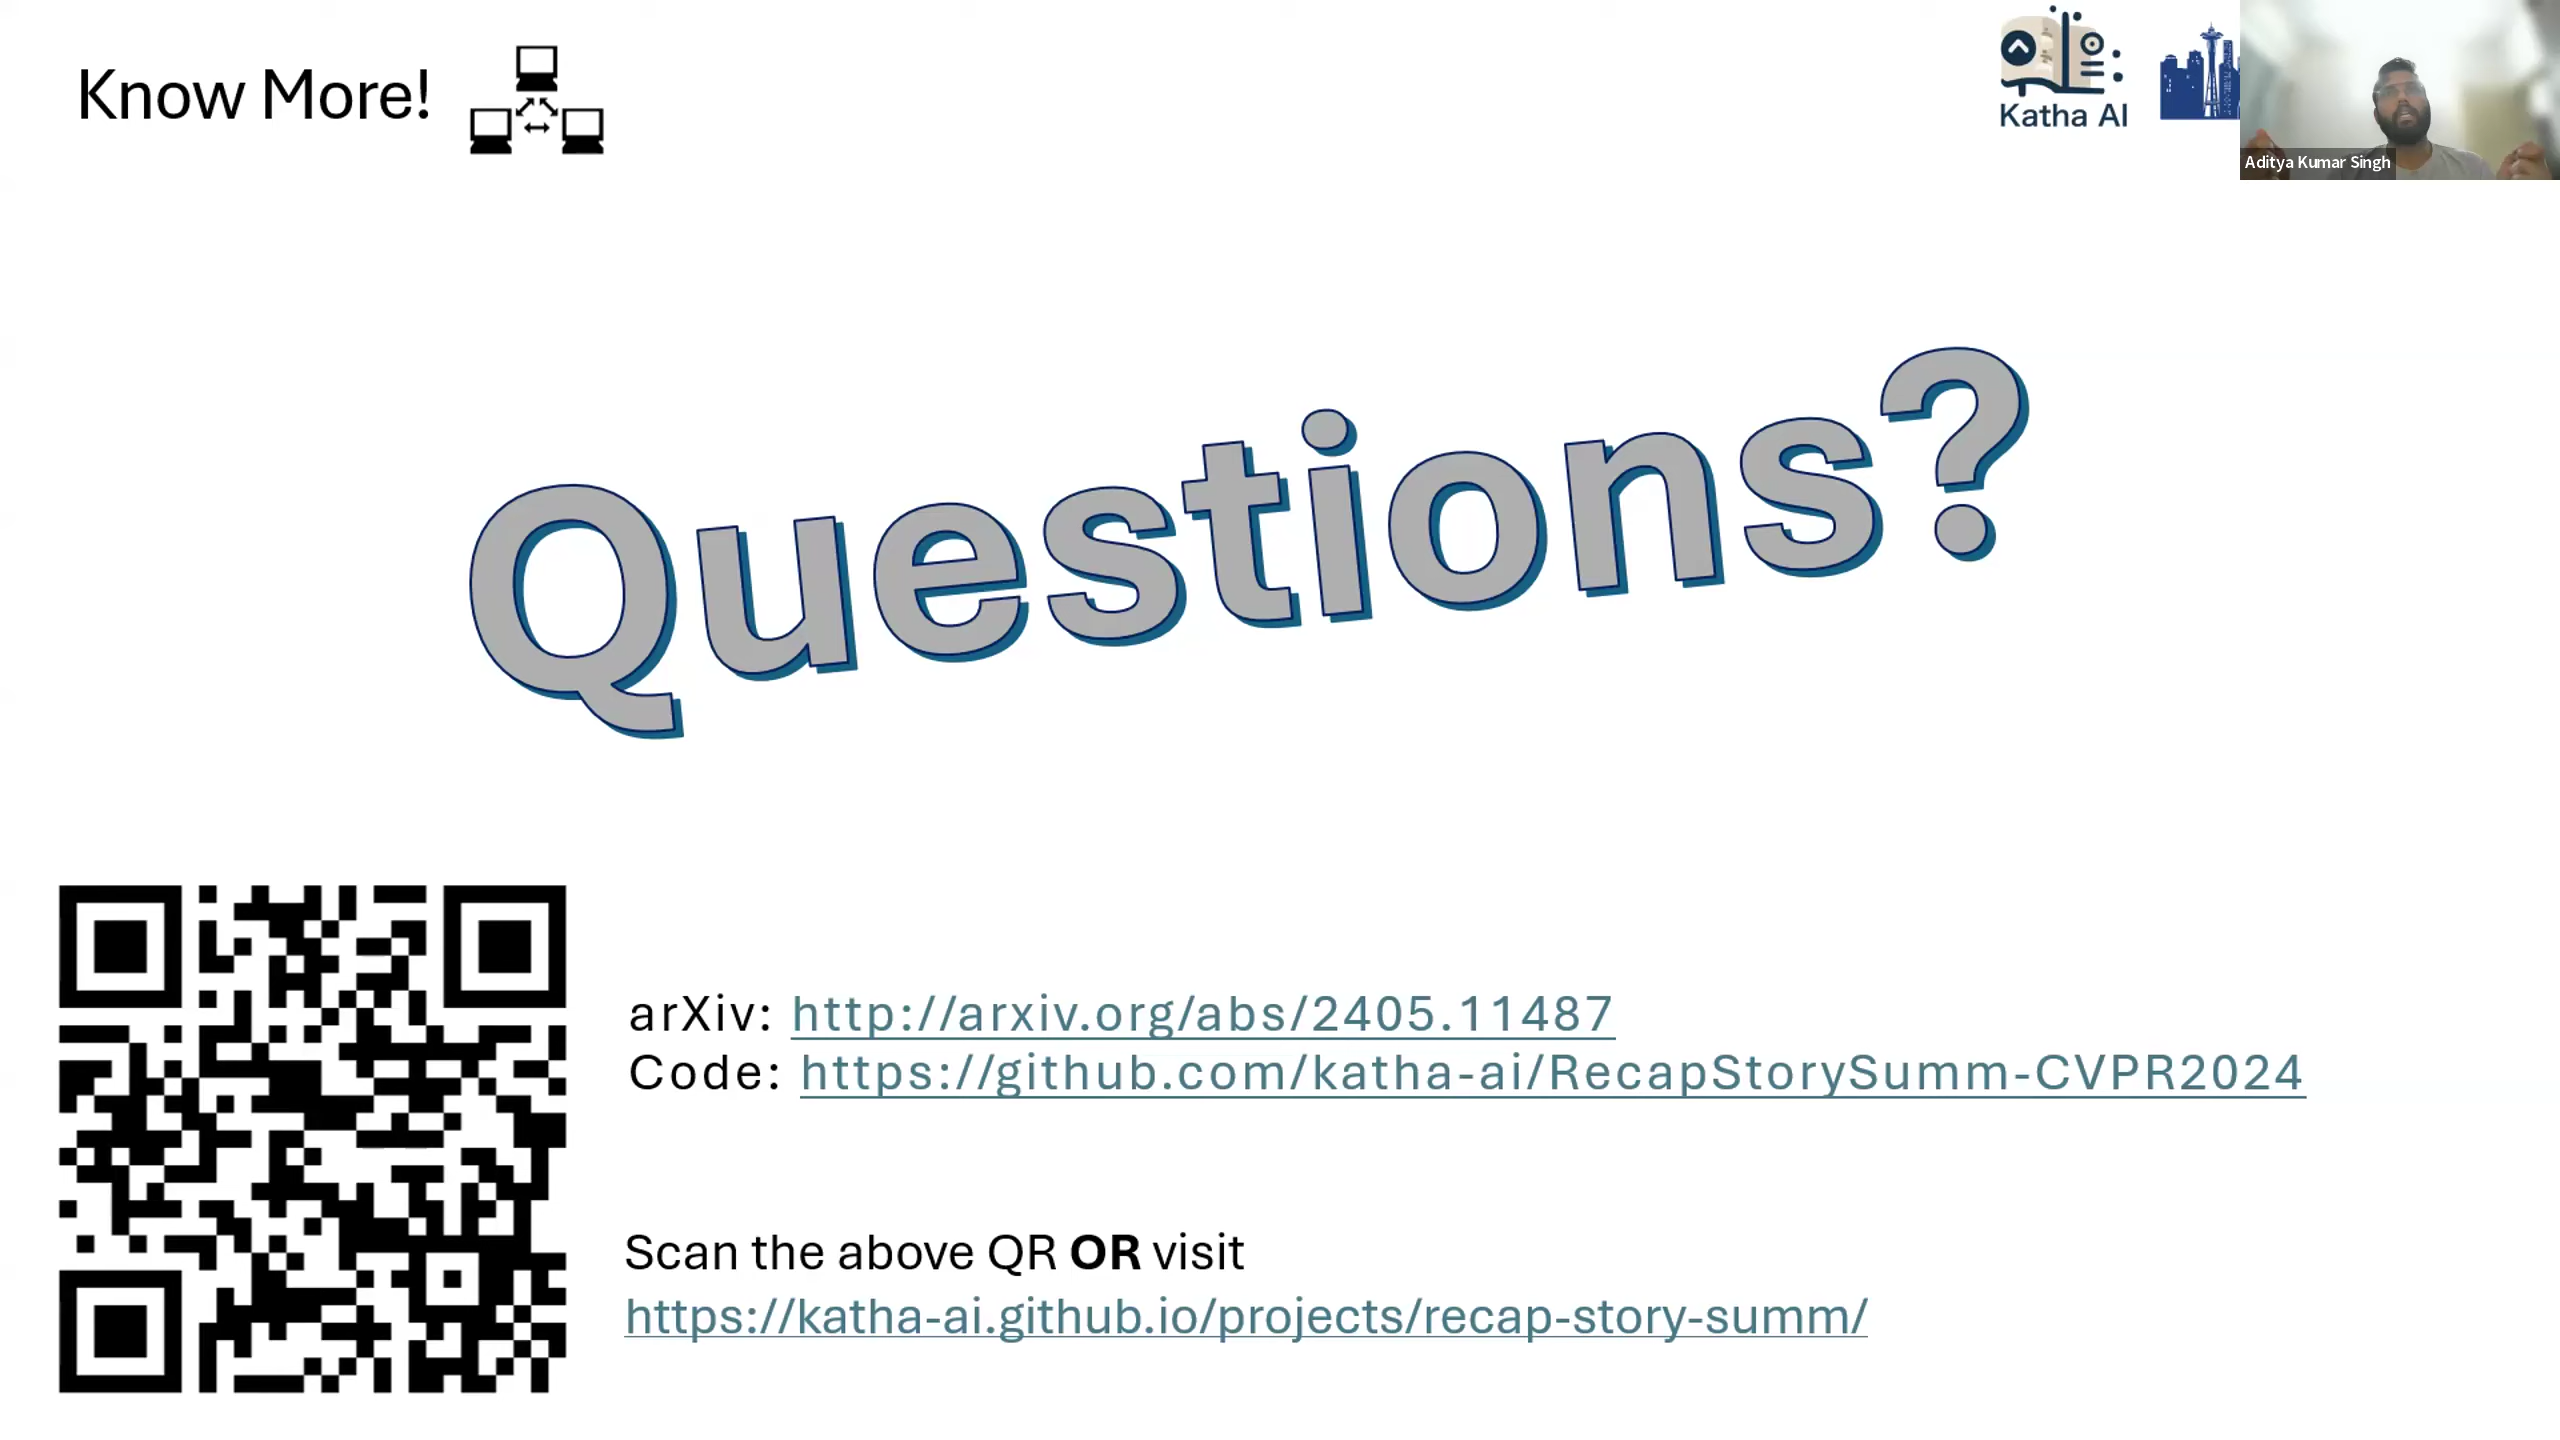 Know More!
Katha AI
Aditya Kumar Singh
Questions?
arXiv: http://arxiv.org/abs/2405.11487
Code: https://github.com/katha-ai/RecapStorySumm-CVPR2024
Scan the above QR OR visit
https://katha-ai.github.io/projects/recap-story-summ/